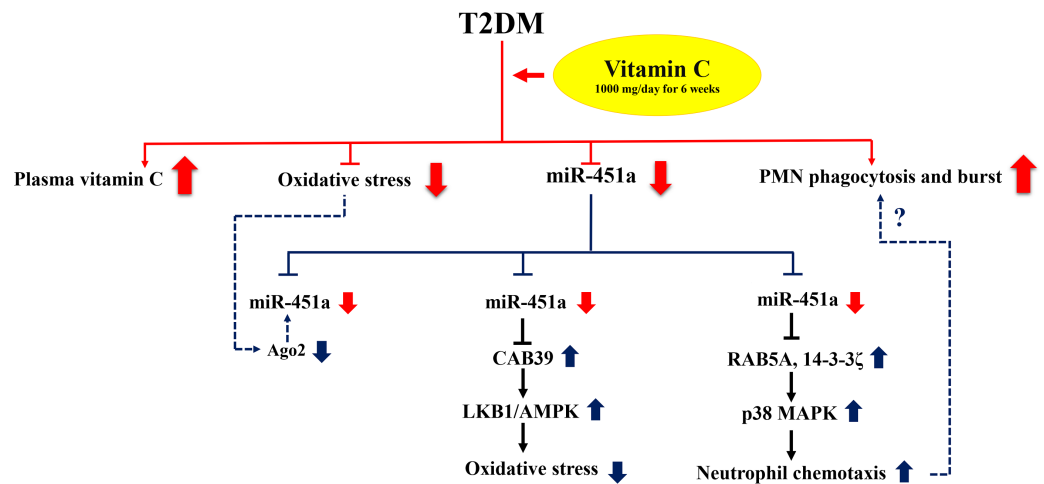 T2DM
Vitamin C
1000 mg/day for 6 weeks
Plasma vitamin C
Oxidative stress
miR-451a
PMN phagocytosis and burst
?
miR-451a
miR-451a
miR-451a
Ago2
CAB39
RAB5A, 14-3-3ζ
LKB1/AMPK
p38 MAPK
Oxidative stress
Neutrophil chemotaxis